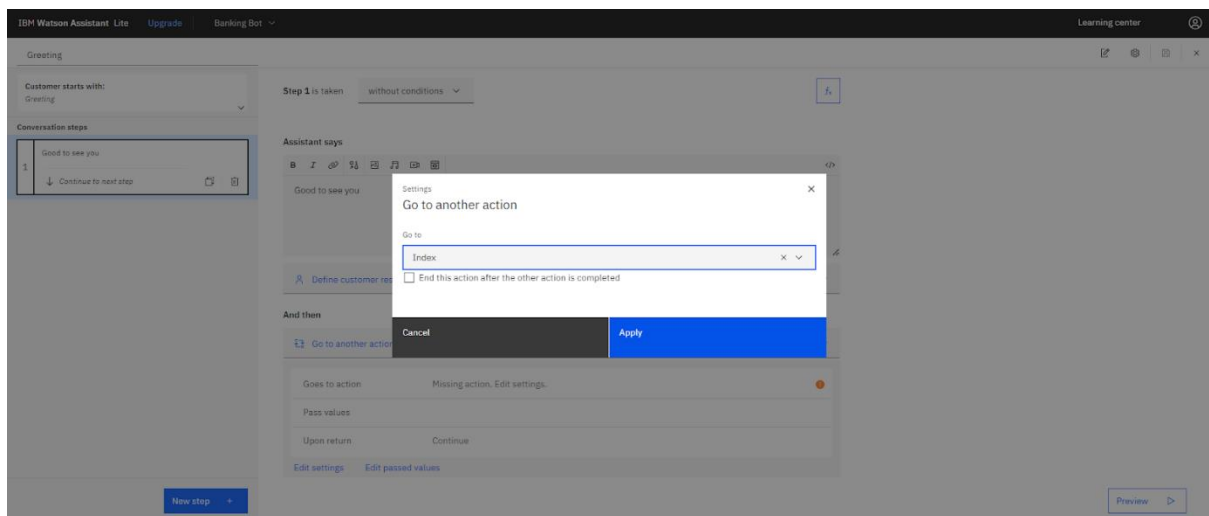 IBM Watson Assistant Lite Upgrade Banking Bot Learning center
Greeting
Customer starts with:
Greeting
Conversation steps
1 Good to see you
Continue to next step
New step +
Step 1 is taken without conditions fx
Assistant says
B I </>
Good to see you
Define customer res
And then
Go to another action
Goes to action Missing action. Edit settings.
Pass values
Upon return Continue
Edit settings Edit passed values
Settings
Go to another action
Go to
Index
End this action after the other action is completed
Cancel Apply
Preview